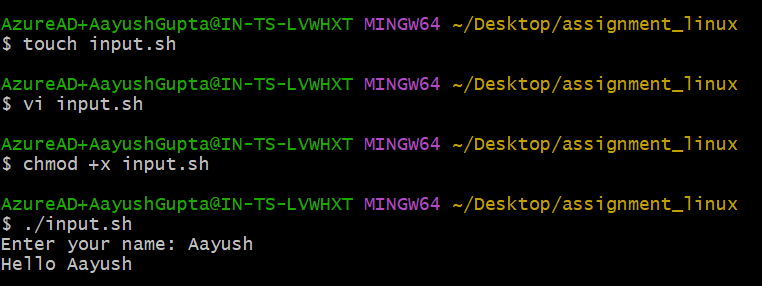 AzureAD+AayushGupta@IN-TS-LVWHXT MINGW64 ~/Desktop/assignment_linux
$ touch input.sh
AzureAD+AayushGupta@IN-TS-LVWHXT MINGW64 ~/Desktop/assignment_linux
$ vi input.sh
AzureAD+AayushGupta@IN-TS-LVWHXT MINGW64 ~/Desktop/assignment_linux
$ chmod +x input.sh
AzureAD+AayushGupta@IN-TS-LVWHXT MINGW64 ~/Desktop/assignment_linux
$ ./input.sh
Enter your name: Aayush
Hello Aayush